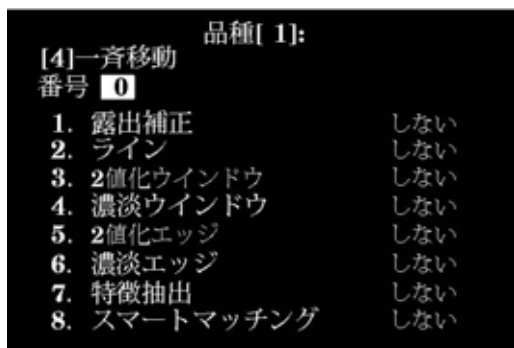 品種[ 1]:
[4]一斉移動
番号 0
1. 露出補正 しない
2. ライン しない
3. 2値化ウインドウ しない
4. 濃淡ウインドウ しない
5. 2値化エッジ しない
6. 濃淡エッジ しない
7. 特徴抽出 しない
8. スマートマッチング しない